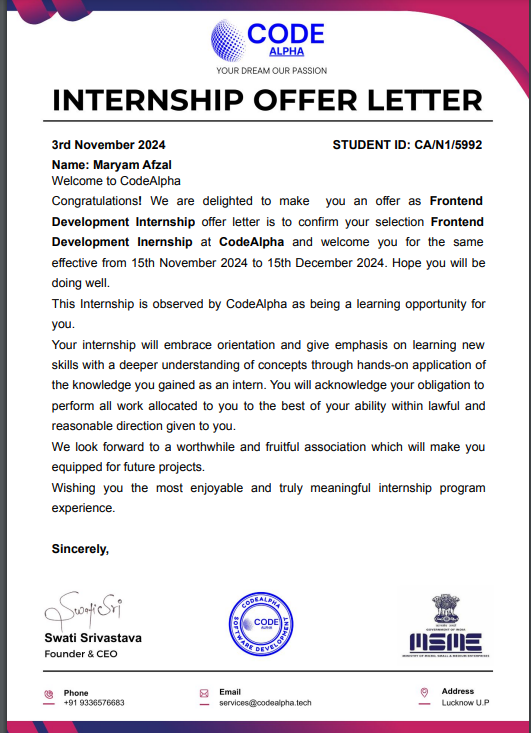 CODE
ALPHA
YOUR DREAM OUR PASSION
INTERNSHIP OFFER LETTER
3rd November 2024 STUDENT ID: CA/N1/5992
Name: Maryam Afzal
Welcome to CodeAlpha
Congratulations! We are delighted to make you an offer as Frontend
Development Internship offer letter is to confirm your selection Frontend
Development Inernship at CodeAlpha and welcome you for the same
effective from 15th November 2024 to 15th December 2024. Hope you will be
doing well.
This Internship is observed by CodeAlpha as being a learning opportunity for
you.
Your internship will embrace orientation and give emphasis on learning new
skills with a deeper understanding of concepts through hands-on application of
the knowledge you gained as an intern. You will acknowledge your obligation to
perform all work allocated to you to the best of your ability within lawful and
reasonable direction given to you.
We look forward to a worthwhile and fruitful association which will make you
equipped for future projects.
Wishing you the most enjoyable and truly meaningful internship program
experience.
Sincerely,
Swati Sri
Swati Srivastava
Founder & CEO
CODEALPHA
CODE
ALPHA
SOFTWARE DEVELOPMENT
GOVERNMENT OF INDIA
MSME
MINISTRY OF MICRO, SMALL & MEDIUM ENTERPRISES
Phone
+91 9336576683
Email
services@codealpha.tech
Address
Lucknow U.P